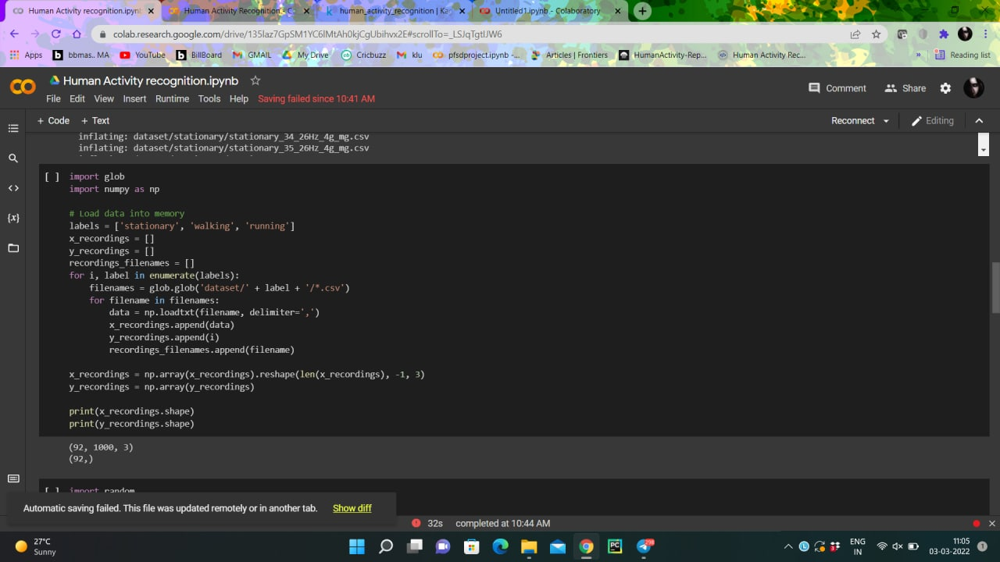 Human Activity recognition.ipynb
Human Activity Recognition - Co
human_activity_recognition | Kag
Untitled1.ipynb - Colaboratory
colab.research.google.com/drive/135laz7GpSM1YC6lMtAh0kjCgUbihvx2E#scrollTo=_LSJqTgtlJW6
Apps bbmas.. MA YouTube BillBoard GMAIL My Drive Cricbuzz klu pfsdproject.ipynb -... Articles | Frontiers HumanActivity-Rep... Human Activity Rec... » Reading list
Human Activity recognition.ipynb
Comment Share
File Edit View Insert Runtime Tools Help Saving failed since 10:41 AM
+ Code + Text Reconnect Editing
inflating: dataset/stationary/stationary_34_26Hz_4g_mg.csv
inflating: dataset/stationary/stationary_35_26Hz_4g_mg.csv
[ ] import glob
import numpy as np
# Load data into memory
labels = ['stationary', 'walking', 'running']
x_recordings = []
y_recordings = []
recordings_filenames = []
for i, label in enumerate(labels):
filenames = glob.glob('dataset/' + label + '/*.csv')
for filename in filenames:
data = np.loadtxt(filename, delimiter=',')
x_recordings.append(data)
y_recordings.append(i)
recordings_filenames.append(filename)
x_recordings = np.array(x_recordings).reshape(len(x_recordings), -1, 3)
y_recordings = np.array(y_recordings)
print(x_recordings.shape)
print(y_recordings.shape)
(92, 1000, 3)
(92,)
[ ] import random
Automatic saving failed. This file was updated remotely or in another tab. Show diff
32s completed at 10:44 AM
27°C
Sunny
298
ENG
IN
11:05
03-03-2022
1